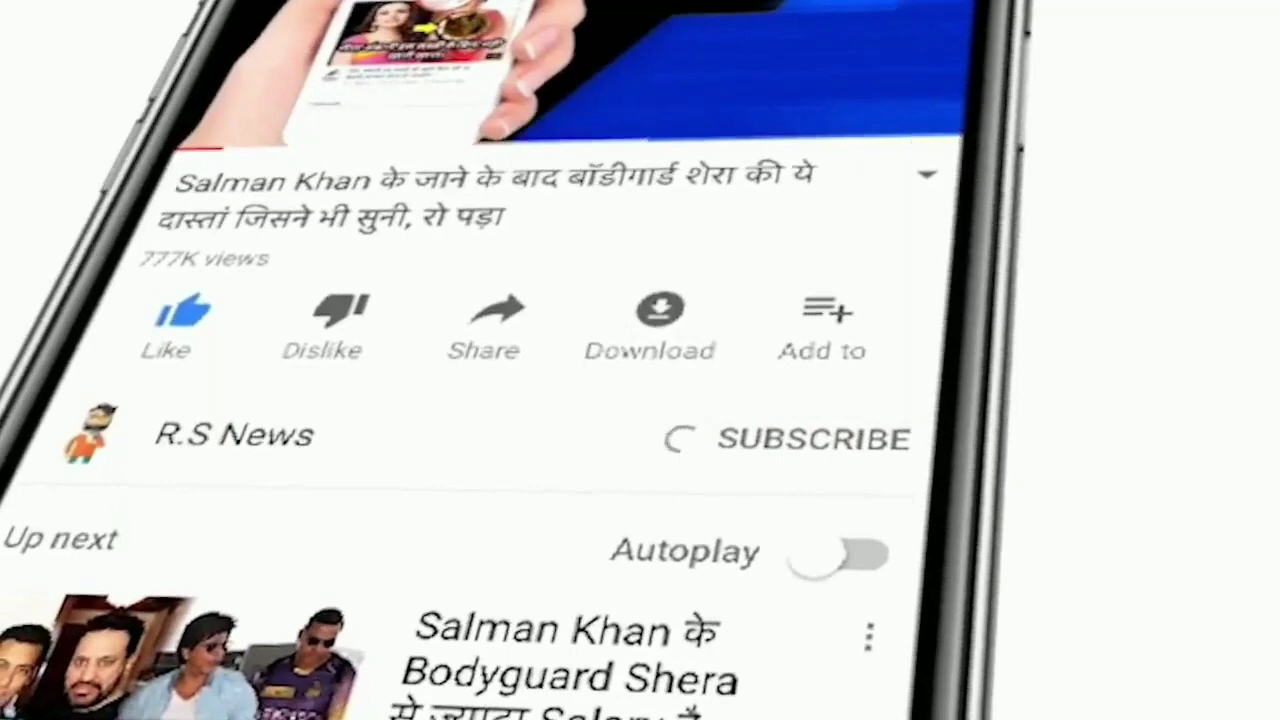 Salman Khan के जाने के बाद बॉडीगार्ड शेरा की ये
दास्तां जिसने भी सुनी, रो पड़ा
777K views
Like
Dislike
Share
Download
Add to
R.S News
SUBSCRIBE
Up next
Autoplay
Salman Khan के
Bodyguard Shera
से ज्यादा Salary है